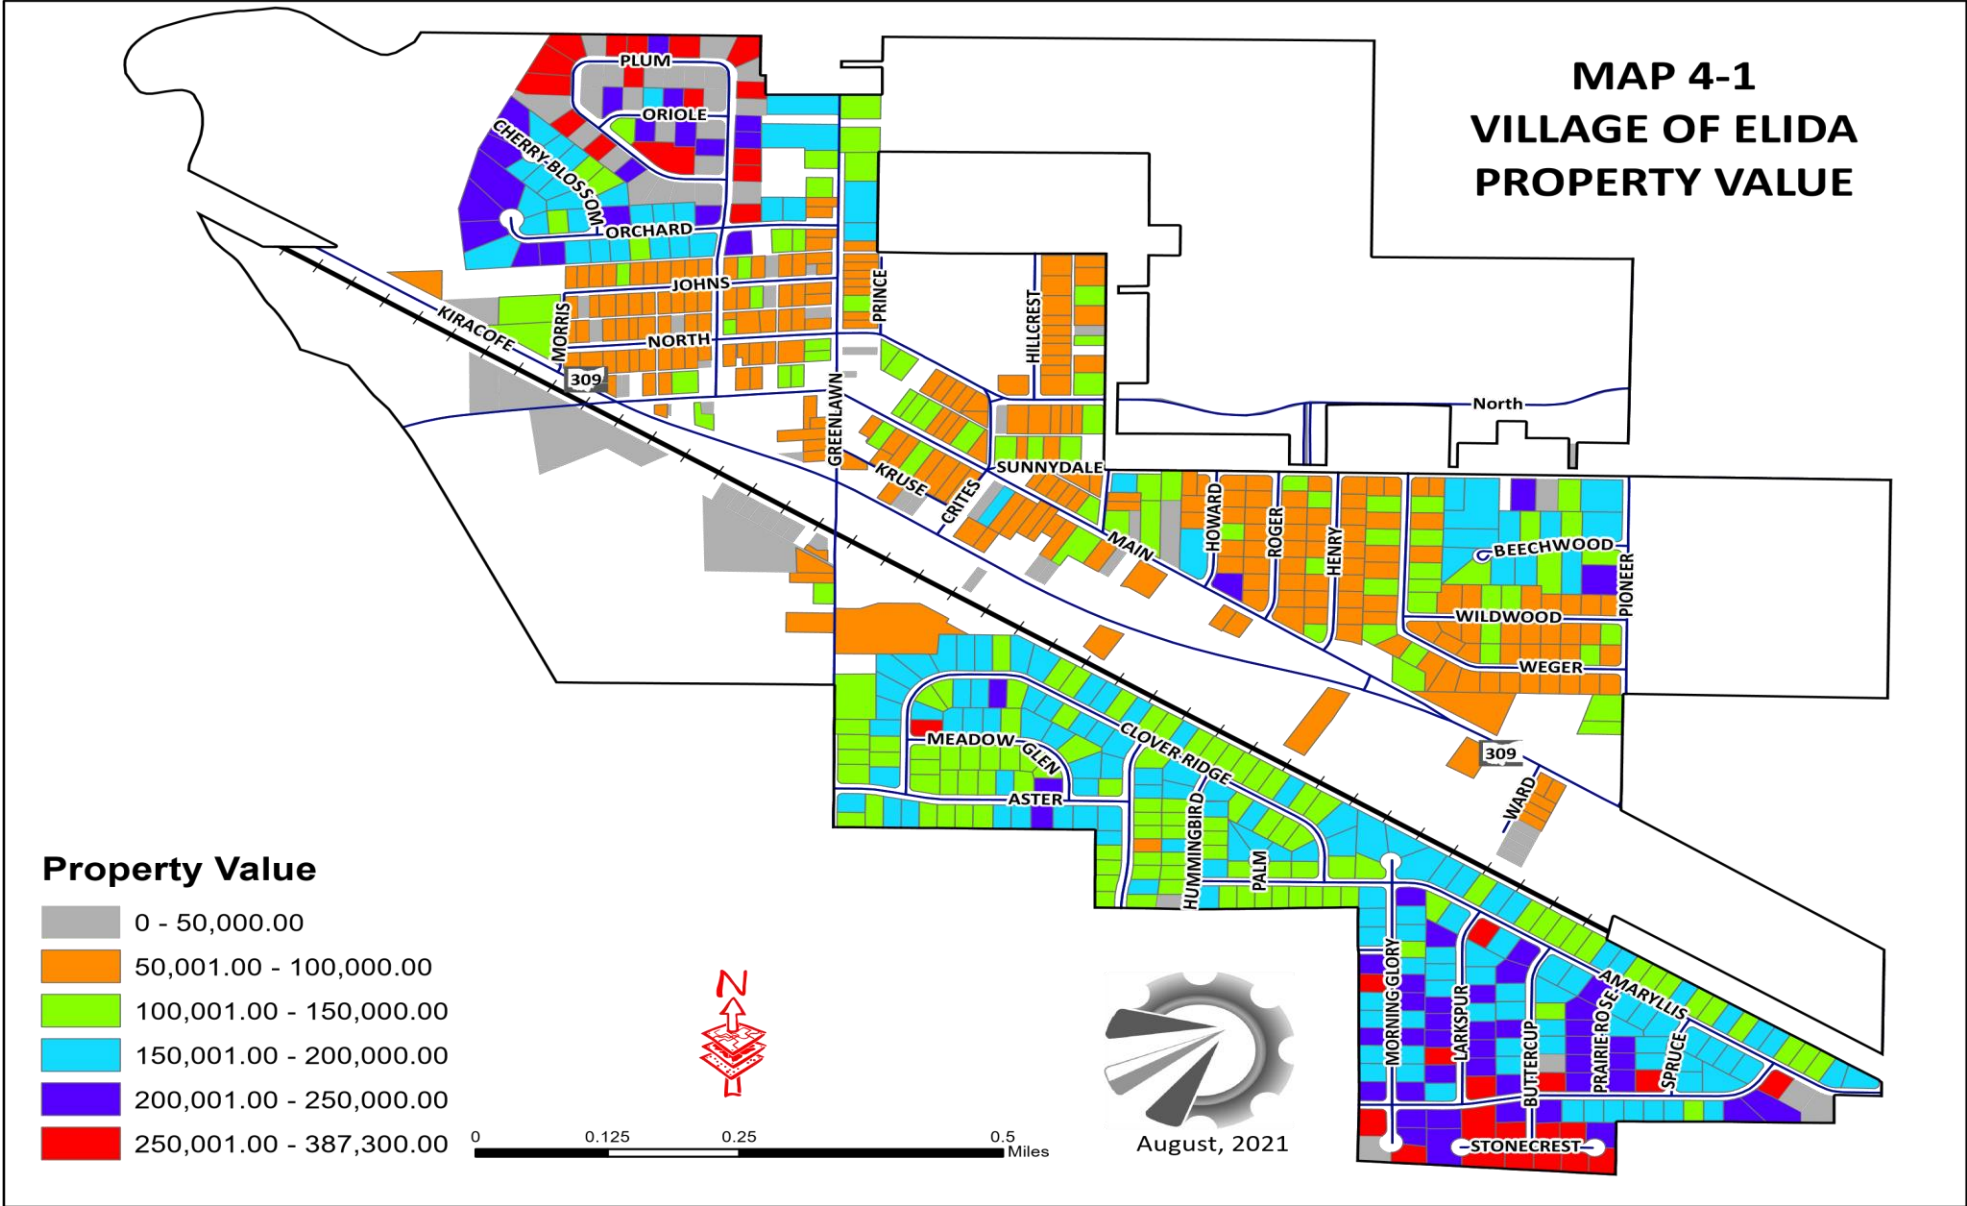 MAP 4-1
VILLAGE OF ELIDA
PROPERTY VALUE
PLUM
ORIOLE
CHERRY BLOSSOM
ORCHARD
JOHNS
PRINCE
HILLCREST
MORRIS
KIRACOFE
NORTH
309
GREENLAWN
North
KRUSE
CRITES
SUNNYDALE
MAIN
HOWARD
ROGER
HENRY
BEECHWOOD
PIONEER
WILDWOOD
WEGER
MEADOW
GLEN
CLOVER RIDGE
309
ASTER
HUMMINGBIRD
PALM
WARD
MORNING GLORY
LARKSPUR
BUTTERCUP
PRAIRIE ROSE
AMARYLLIS
SPRUCE
STONECREST
Property Value
0 - 50,000.00
50,001.00 - 100,000.00
100,001.00 - 150,000.00
150,001.00 - 200,000.00
200,001.00 - 250,000.00
250,001.00 - 387,300.00
N
0 0.125 0.25 0.5
Miles
August, 2021